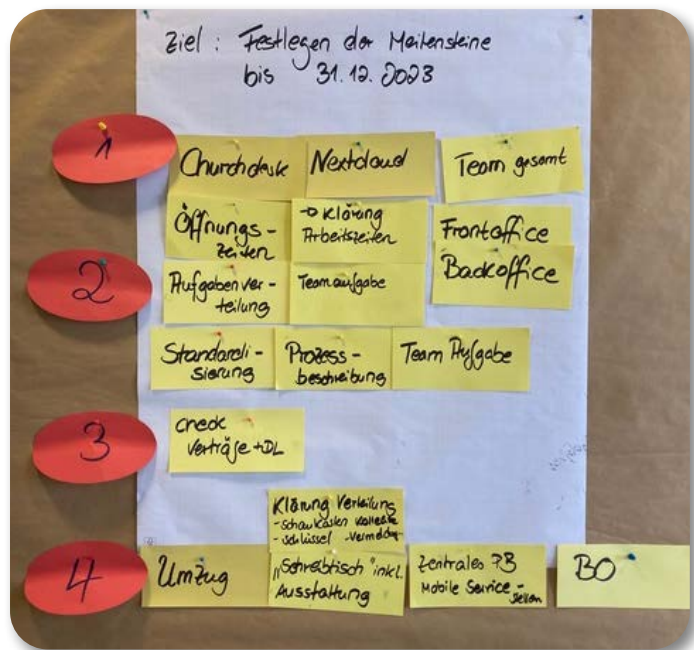 Ziel : Festlegen der Meilensteine
bis 31.12.2023
1
Churchdesk
Nextcloud
Team gesamt
Öffnungs-
zeiten
→ Klärung
Arbeitszeiten
Frontoffice
Backoffice
2
Aufgabenver-
teilung
Teamaufgabe
Standardi-
sierung
Prozess-
beschreibung
Team Aufgabe
3
check
Verträge + DL
Klärung Verteilung
- Schaukästen Kollekte
- Schlüssel
4
Umzug
"Schreibtisch" inkl.
Ausstattung
Zentrales PB
Mobile Service-
stellen
BO